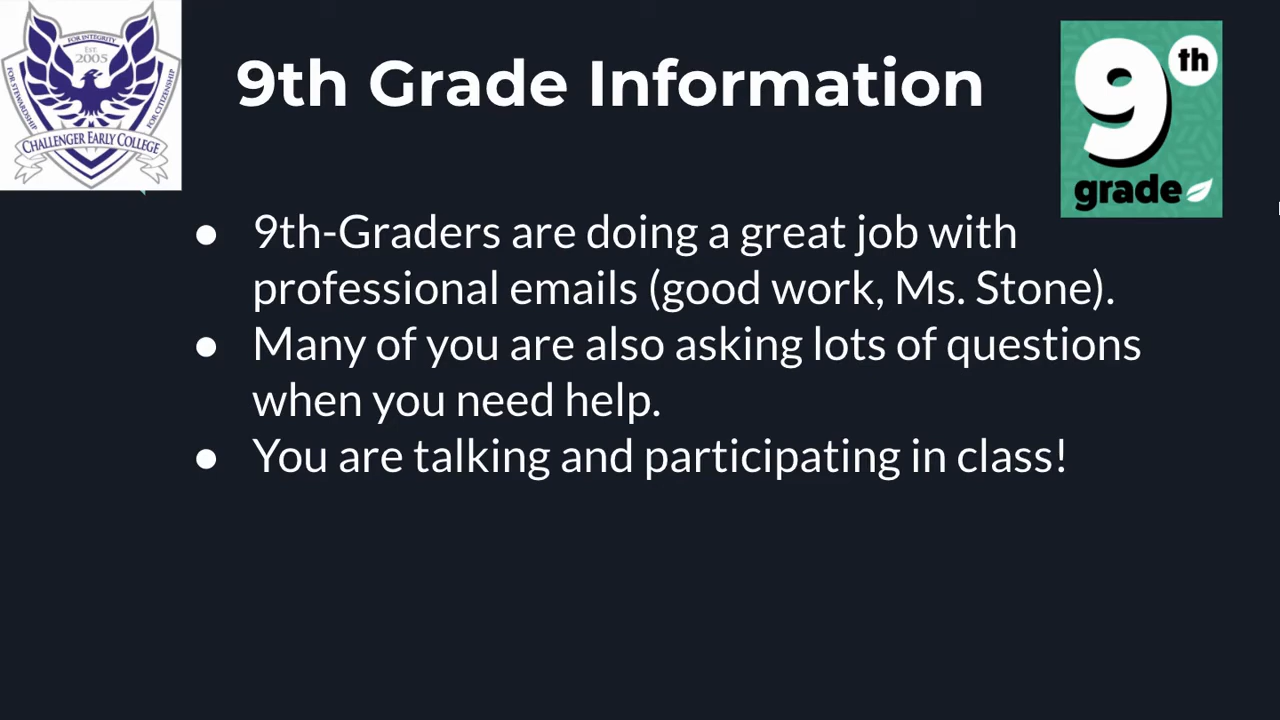 FOR INTEGRITY
Est.
2005
FOR STEWARDSHIP
FOR CITIZENSHIP
CHALLENGER EARLY COLLEGE
9th Grade Information
9th
grade
● 9th-Graders are doing a great job with
professional emails (good work, Ms. Stone).
● Many of you are also asking lots of questions
when you need help.
● You are talking and participating in class!